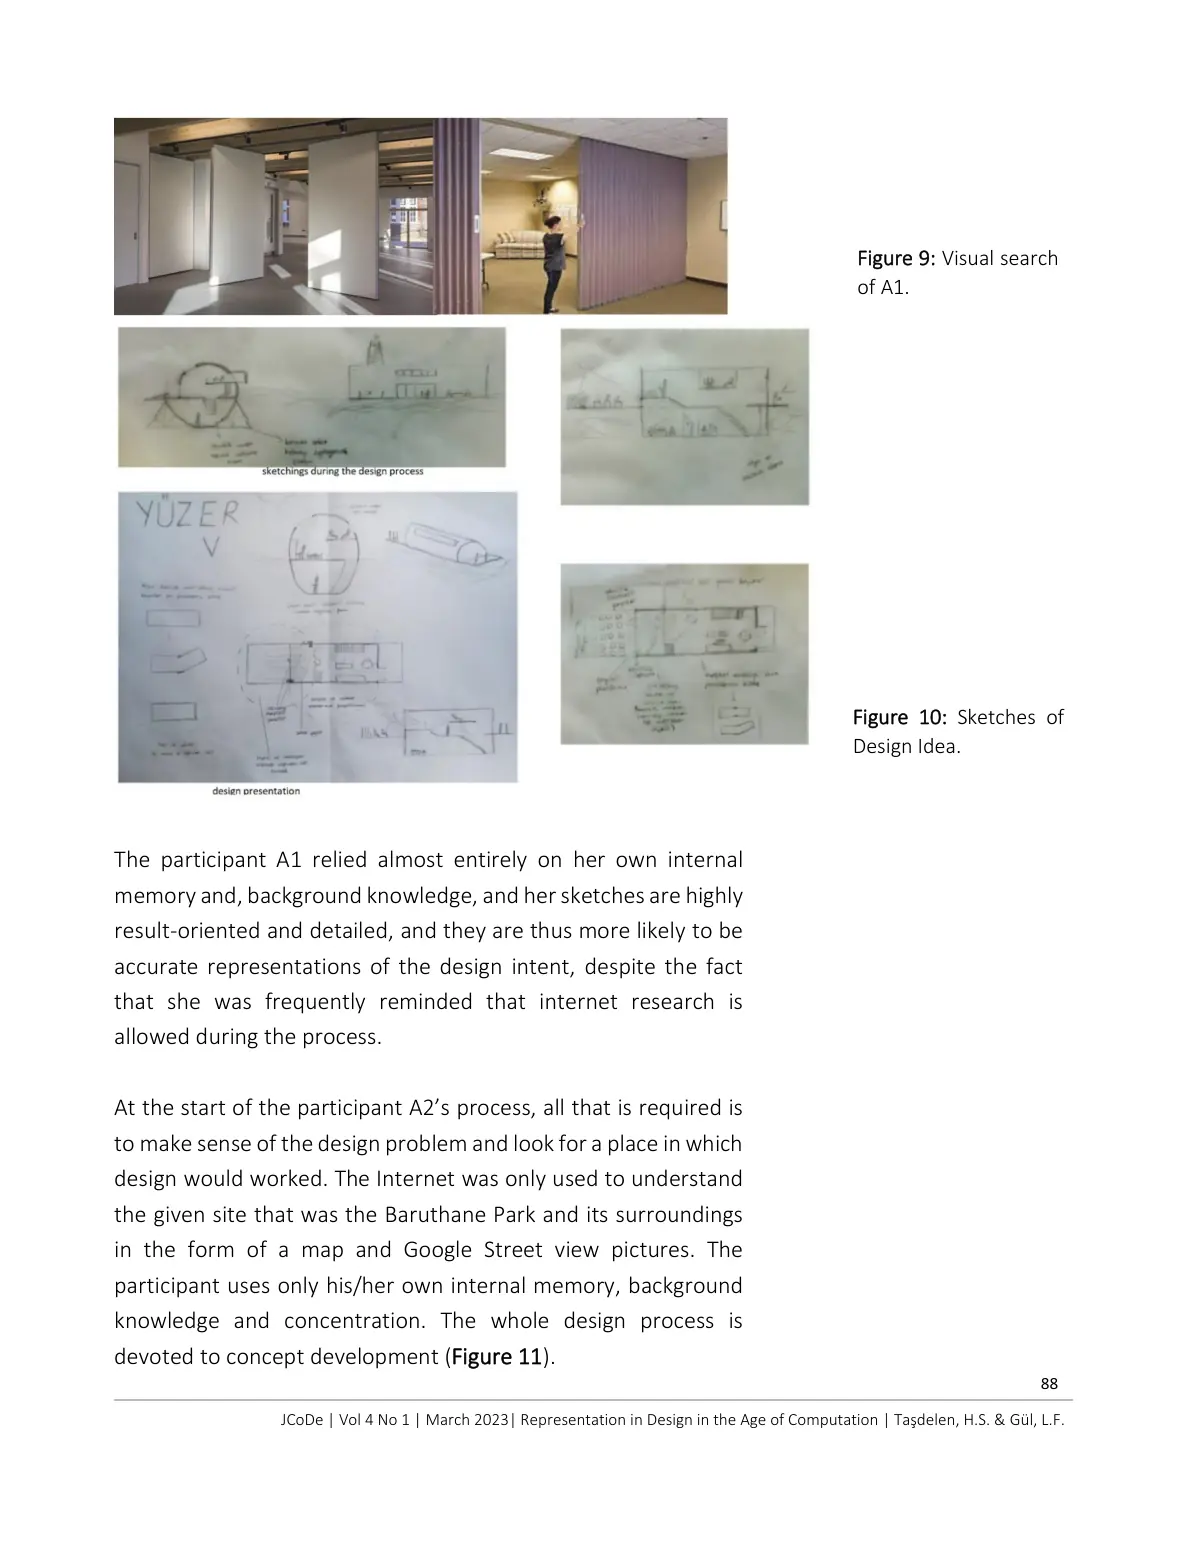 Figure 9: Visual search
of A1.
sketchings during the design process
YÜZER
V
design presentation
Figure 10: Sketches of
Design Idea.
The participant A1 relied almost entirely on her own internal
memory and, background knowledge, and her sketches are highly
result-oriented and detailed, and they are thus more likely to be
accurate representations of the design intent, despite the fact
that she was frequently reminded that internet research is
allowed during the process.
At the start of the participant A2’s process, all that is required is
to make sense of the design problem and look for a place in which
design would worked. The Internet was only used to understand
the given site that was the Baruthane Park and its surroundings
in the form of a map and Google Street view pictures. The
participant uses only his/her own internal memory, background
knowledge and concentration. The whole design process is
devoted to concept development (Figure 11).
88
JCoDe | Vol 4 No 1 | March 2023| Representation in Design in the Age of Computation | Taşdelen, H.S. & Gül, L.F.